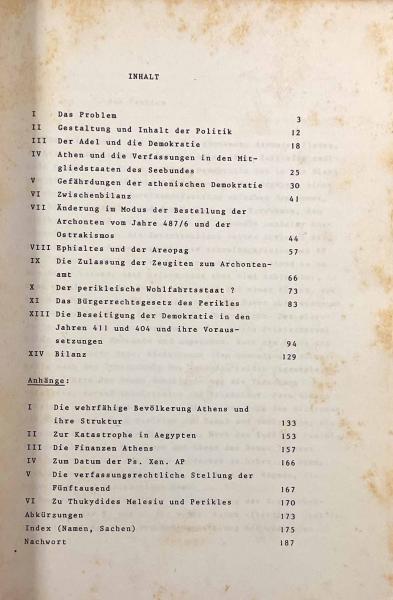 INHALT
I Das Problem 3
II Gestaltung und Inhalt der Politik 12
III Der Adel und die Demokratie 18
IV Athen und die Verfassungen in den Mit-
gliedstaaten des Seebundes 25
V Gefährdungen der athenischen Demokratie 30
VI Zwischenbilanz 41
VII Änderung im Modus der Bestellung der
Archonten vom Jahre 487/6 und der
Ostrakismos 44
VIII Ephialtes und der Areopag 57
IX Die Zulassung der Zeugiten zum Archonten-
amt 66
X Der perikleische Wohlfahrtsstaat ? 73
XI Das Bürgerrechtsgesetz des Perikles 83
XIII Die Beseitigung der Demokratie in den
Jahren 411 und 404 und ihre Voraus-
setzungen 94
XIV Bilanz 129
Anhänge:
I Die wehrfähige Bevölkerung Athens und
ihre Struktur 133
II Zur Katastrophe in Aegypten 153
III Die Finanzen Athens 157
IV Zum Datum der Ps. Xen. AP 166
V Die verfassungsrechtliche Stellung der
Fünftausend 167
VI Zu Thukydides Melesiu und Perikles 170
Abkürzungen 173
Index (Namen, Sachen) 175
Nachwort 187